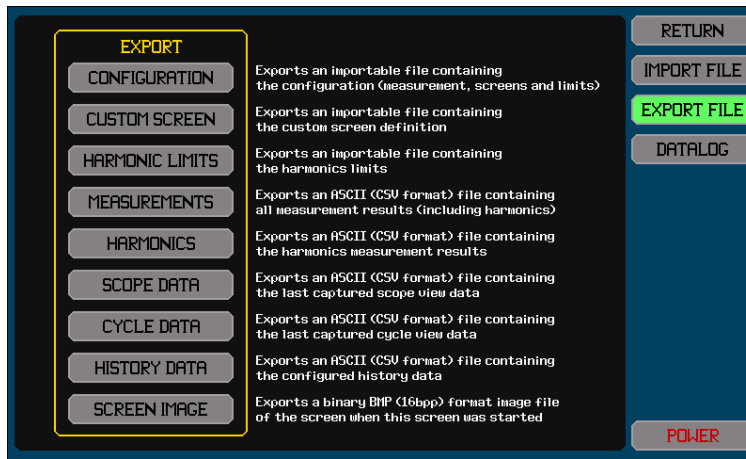 EXPORT
CONFIGURATION
Exports an importable file containing
the configuration (measurement, screens and limits)
CUSTOM SCREEN
Exports an importable file containing
the custom screen definition
HARMONIC LIMITS
Exports an importable file containing
the harmonics limits
MEASUREMENTS
Exports an ASCII (CSV format) file containing
all measurement results (including harmonics)
HARMONICS
Exports an ASCII (CSV format) file containing
the harmonics measurement results
SCOPE DATA
Exports an ASCII (CSV format) file containing
the last captured scope view data
CYCLE DATA
Exports an ASCII (CSV format) file containing
the last captured cycle view data
HISTORY DATA
Exports an ASCII (CSV format) file containing
the configured history data
SCREEN IMAGE
Exports a binary BMP (16bpp) format image file
of the screen when this screen was started
RETURN
IMPORT FILE
EXPORT FILE
DATALOG
POWER